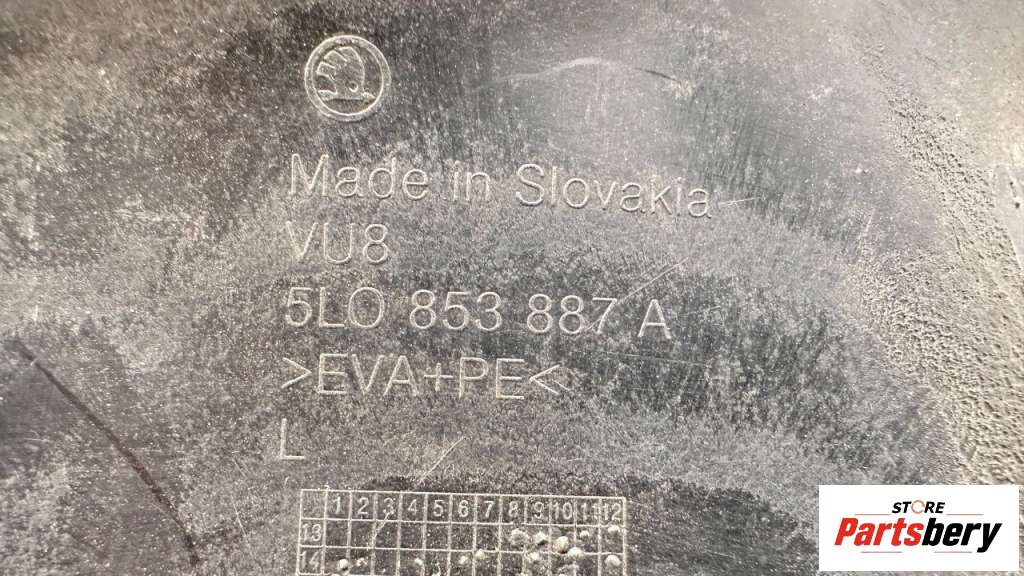 Made in Slovakia
VU8
5L0 853 887 A
>EVA+PE<
L
1 2 3 4 5 6 7 8 9 10 11 12
13
14
STORE
Partsbery